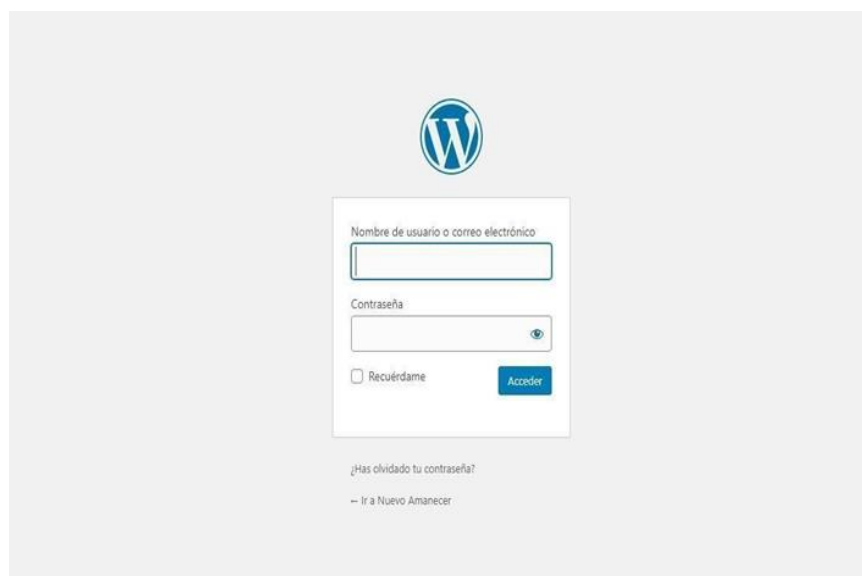 W
Nombre de usuario o correo electrónico
Contraseña
Recuérdame
Acceder
¿Has olvidado tu contraseña?
← Ir a Nuevo Amanecer